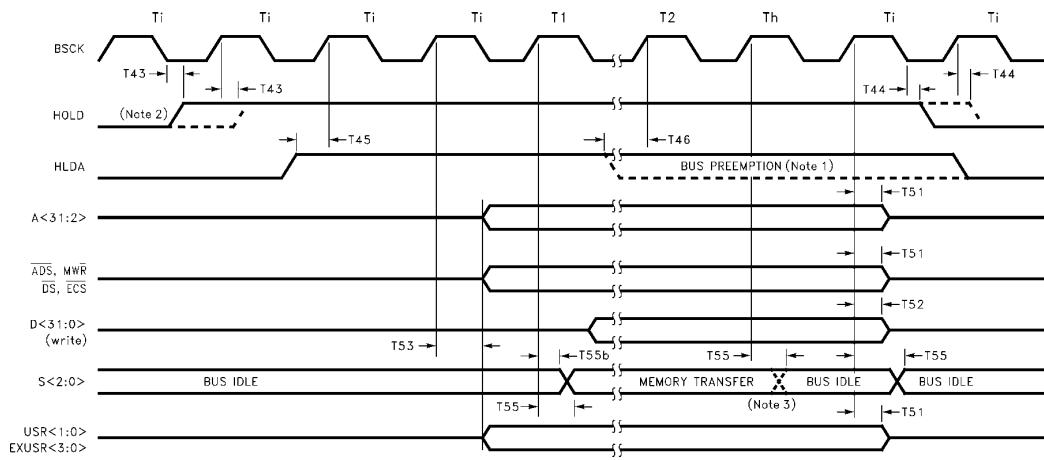 Ti Ti Ti Ti T1 T2 Th Ti Ti
BSCK
T43 T43 T44 T44
HOLD (Note 2)
T45 T46
HLDA BUS PREEMPTION (Note 1)
T51
A<31:2>
T51
ADS, MWR
DS, ECS
T52
D<31:0>
(write)
T53 T55b T55 T55
S<2:0> BUS IDLE MEMORY TRANSFER BUS IDLE BUS IDLE
(Note 3)
T55 T51
USR<1:0>
EXUSR<3:0>